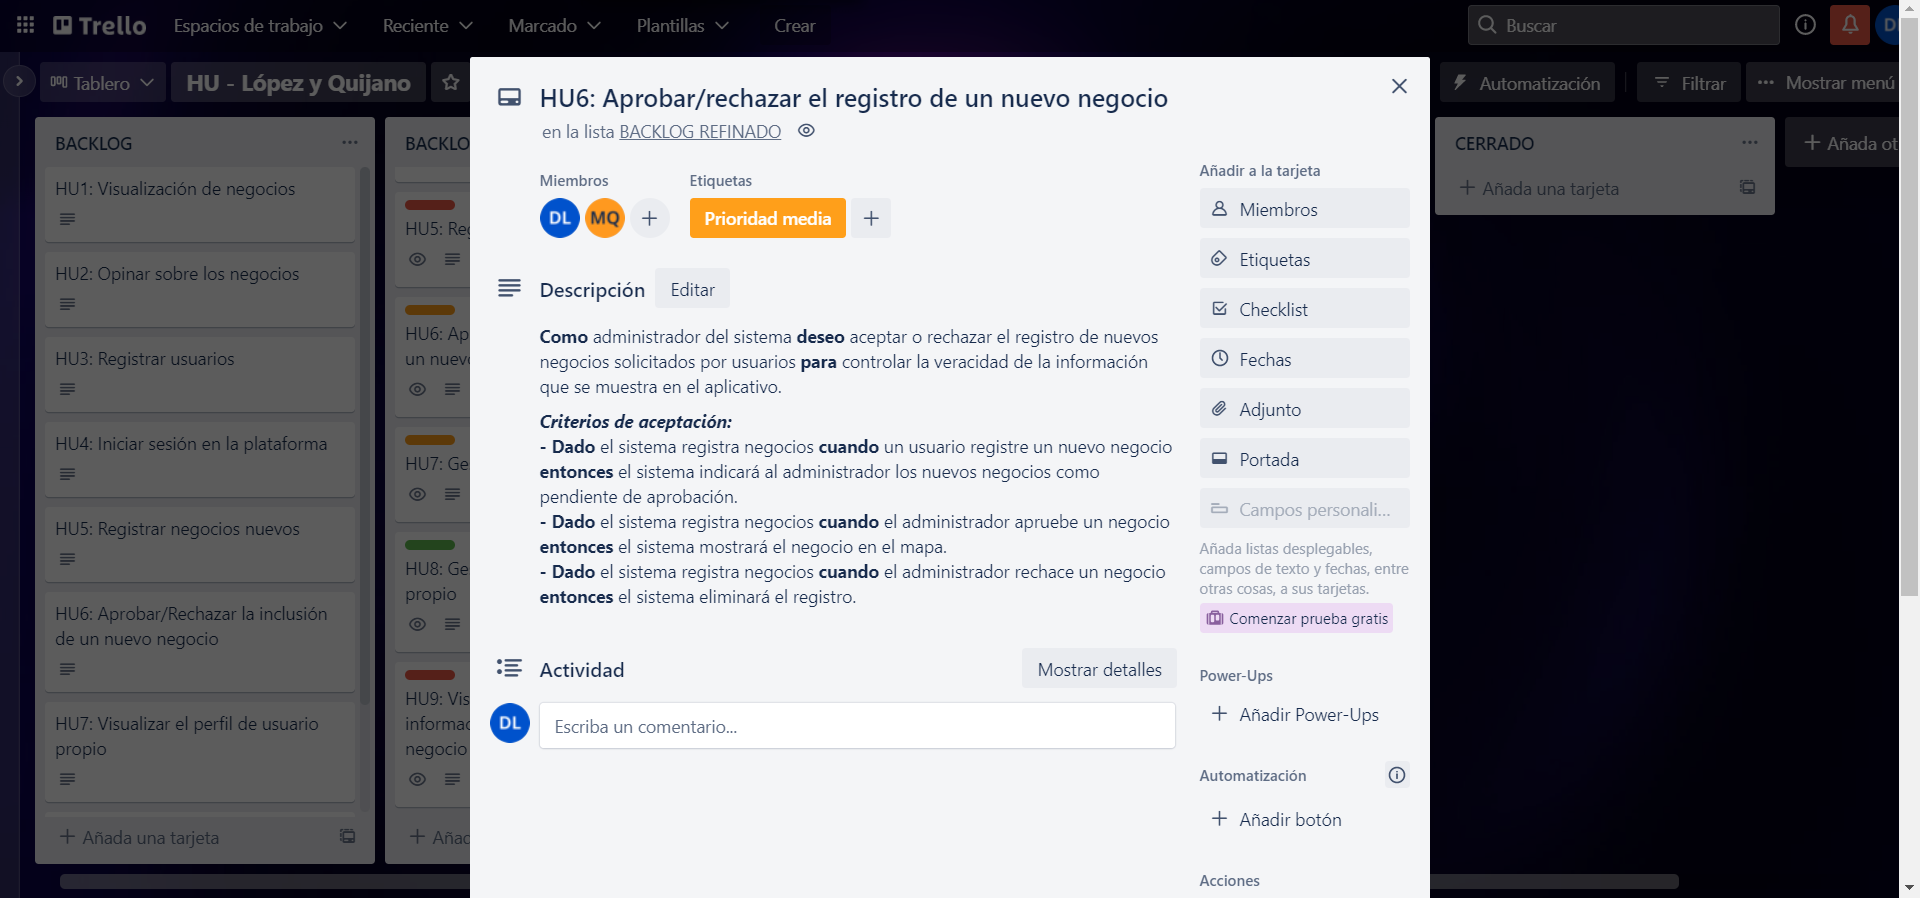 Trello
Espacios de trabajo
Reciente
Marcado
Plantillas
Crear
Buscar
Tablero
HU - López y Quijano
Automatización
Filtrar
Mostrar menú
BACKLOG
HU1: Visualización de negocios
HU2: Opinar sobre los negocios
HU3: Registrar usuarios
HU4: Iniciar sesión en la plataforma
HU5: Registrar negocios nuevos
HU6: Aprobar/Rechazar la inclusión
de un nuevo negocio
HU7: Visualizar el perfil de usuario
propio
+ Añada una tarjeta
BACKLO
HU5: Reg
HU6: Ap
un nuev
HU7: Ge
HU8: Ge
propio
HU9: Vis
informac
negocio
+ Añad
HU6: Aprobar/rechazar el registro de un nuevo negocio
en la lista BACKLOG REFINADO
Miembros
DL
MQ
+
Etiquetas
Prioridad media
+
Descripción
Editar
Como administrador del sistema deseo aceptar o rechazar el registro de nuevos
negocios solicitados por usuarios para controlar la veracidad de la información
que se muestra en el aplicativo.
Criterios de aceptación:
- Dado el sistema registra negocios cuando un usuario registre un nuevo negocio
entonces el sistema indicará al administrador los nuevos negocios como
pendiente de aprobación.
- Dado el sistema registra negocios cuando el administrador apruebe un negocio
entonces el sistema mostrará el negocio en el mapa.
- Dado el sistema registra negocios cuando el administrador rechace un negocio
entonces el sistema eliminará el registro.
Actividad
Mostrar detalles
DL
Escriba un comentario...
Añadir a la tarjeta
Miembros
Etiquetas
Checklist
Fechas
Adjunto
Portada
Campos personali...
Añada listas desplegables,
campos de texto y fechas, entre
otras cosas, a sus tarjetas.
Comenzar prueba gratis
Power-Ups
+ Añadir Power-Ups
Automatización
+ Añadir botón
Acciones
CERRADO
+ Añada una tarjeta
+ Añada ot